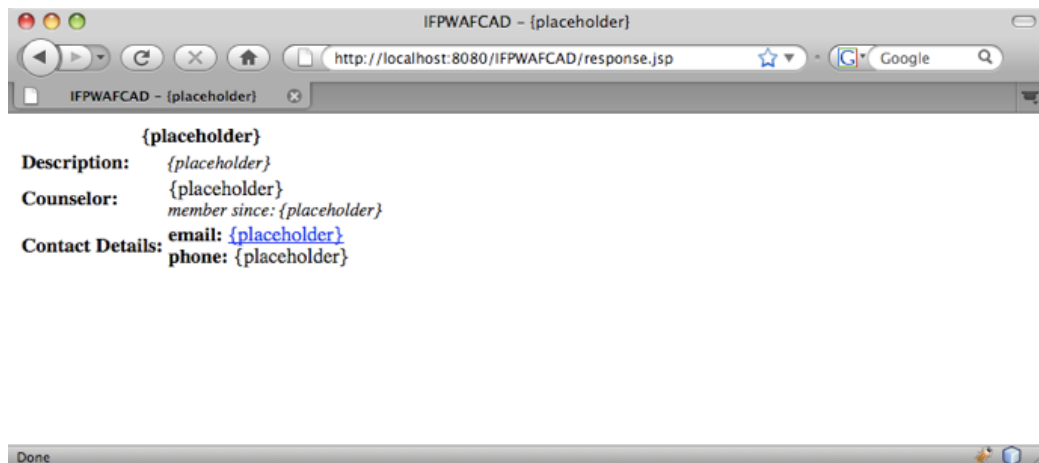 IFPWAFCAD – {placeholder}
http://localhost:8080/IFPWAFCAD/response.jsp
G
Google
IFPWAFCAD – {placeholder}
{placeholder}
Description: {placeholder}
Counselor: {placeholder}
member since: {placeholder}
Contact Details: email: {placeholder}
phone: {placeholder}
Done